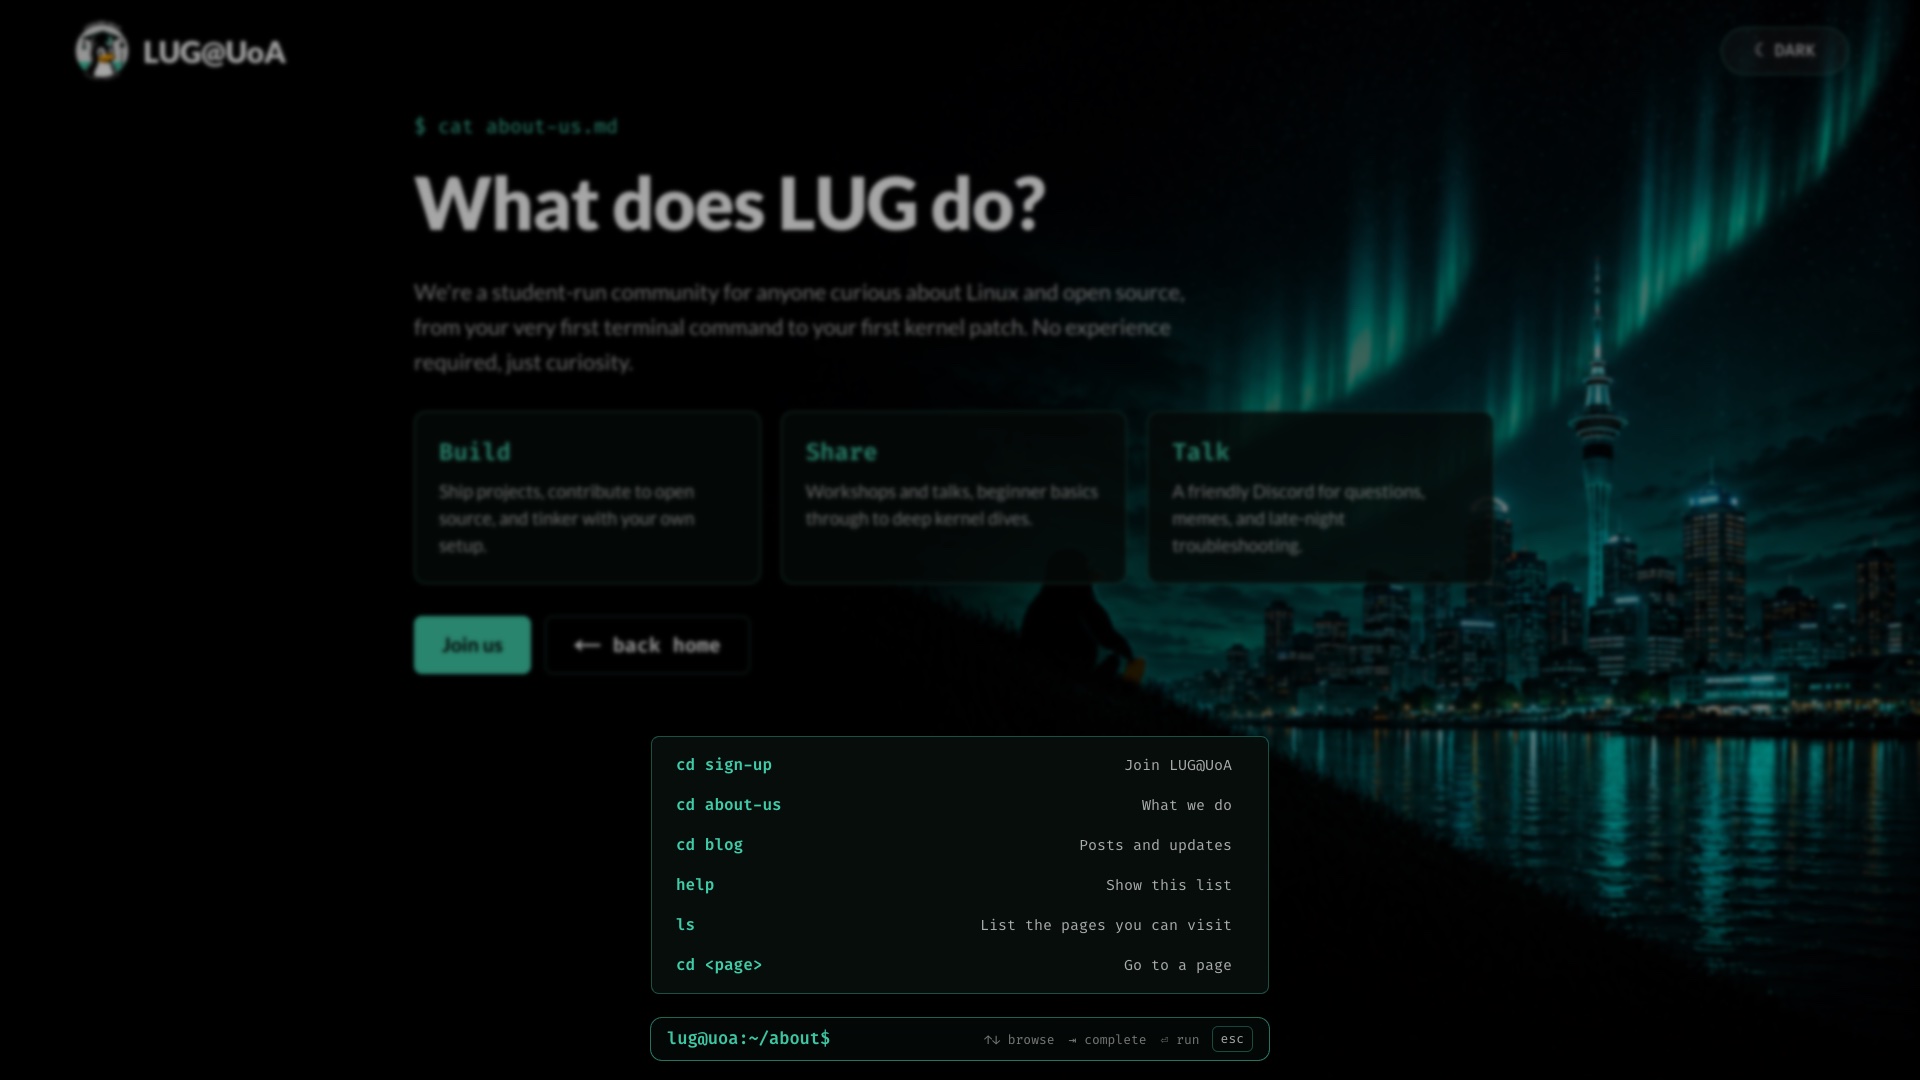 LUG@UoA
☾ DARK
$ cat about-us.md
What does LUG do?
We're a student-run community for anyone curious about Linux and open source,
from your very first terminal command to your first kernel patch. No experience
required, just curiosity.
Build
Ship projects, contribute to open
source, and tinker with your own
setup.
Share
Workshops and talks, beginner basics
through to deep kernel dives.
Talk
A friendly Discord for questions,
memes, and late-night
troubleshooting.
Join us
← back home
cd sign-up Join LUG@UoA
cd about-us What we do
cd blog Posts and updates
help Show this list
ls List the pages you can visit
cd <page> Go to a page
lug@uoa:~/about$ ↑↓ browse ⇥ complete ⏎ run esc